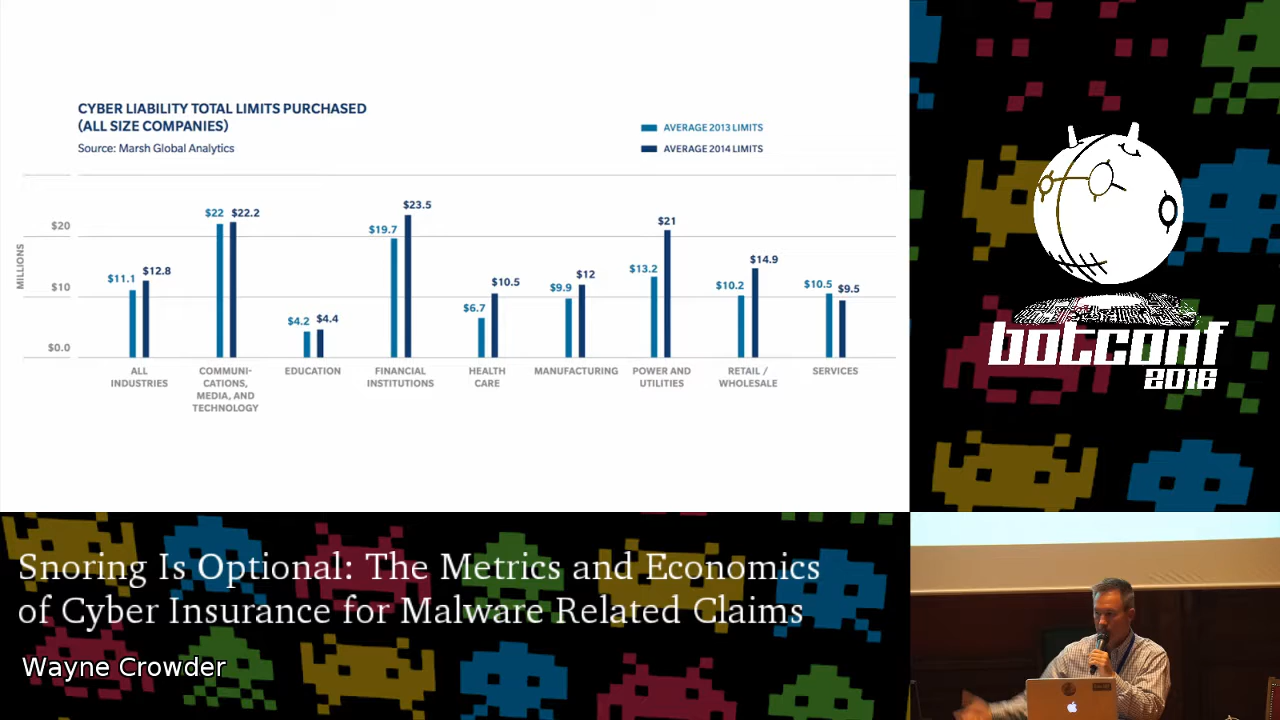 CYBER LIABILITY TOTAL LIMITS PURCHASED
(ALL SIZE COMPANIES)
Source: Marsh Global Analytics
AVERAGE 2013 LIMITS
AVERAGE 2014 LIMITS
MILLIONS
$20
$10
$0.0
$11.1
$12.8
$22
$22.2
$4.2
$4.4
$19.7
$23.5
$6.7
$10.5
$9.9
$12
$13.2
$21
$10.2
$14.9
$10.5
$9.5
ALL
INDUSTRIES
COMMUNI-
CATIONS,
MEDIA, AND
TECHNOLOGY
EDUCATION
FINANCIAL
INSTITUTIONS
HEALTH
CARE
MANUFACTURING
POWER AND
UTILITIES
RETAIL /
WHOLESALE
SERVICES
botconf
2016
Snoring Is Optional: The Metrics and Economics
of Cyber Insurance for Malware Related Claims
Wayne Crowder